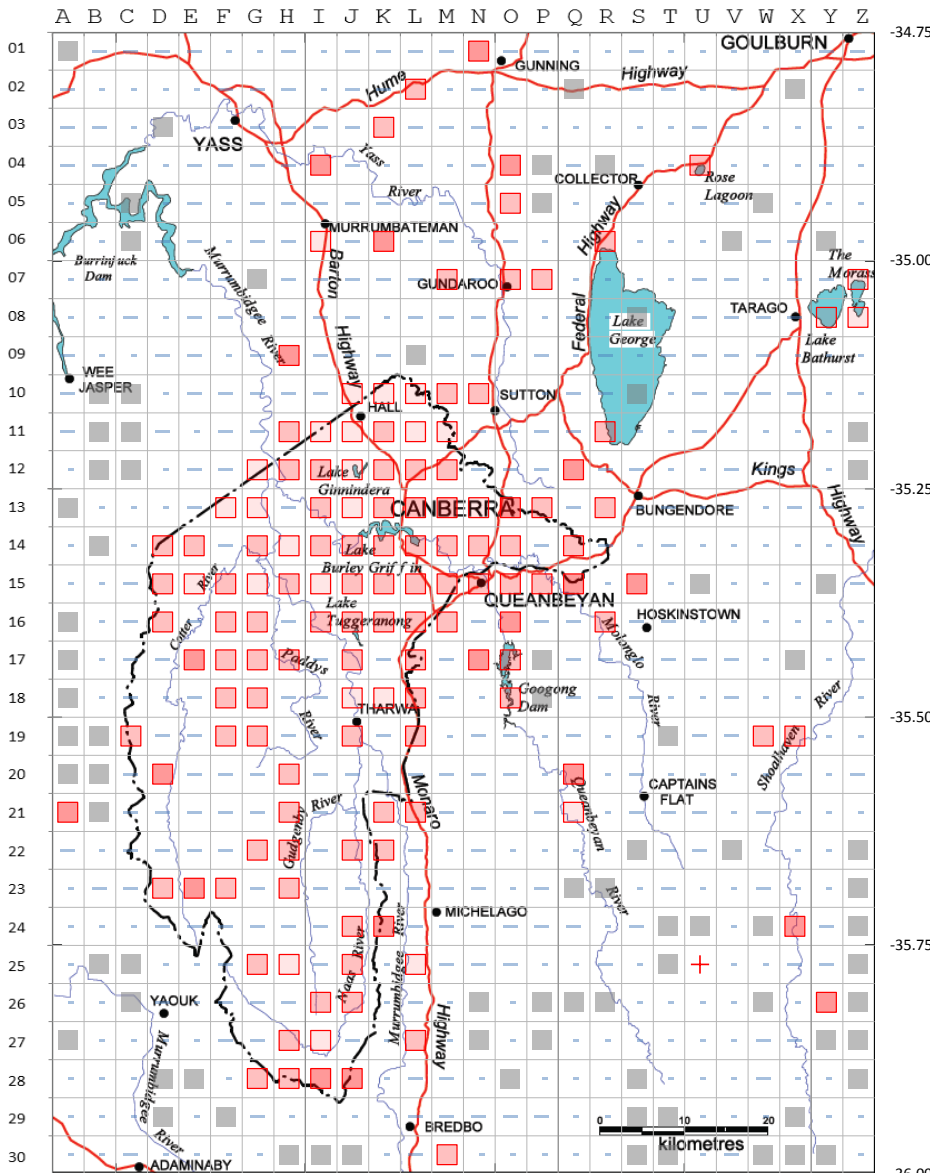 A B C D E F G H I J K L M N O P Q R S T U V W X Y Z
01
-34.75
GOULBURN
GUNNING
02
Hume
Highway
03
YASS
04
Yass
COLLECTOR
Rose
Lagoon
05
River
06
MURRUMBATEMAN
Highway
-35.00
Burrinjuck
Dam
Murrumbidgee
River
Barton
Highway
The
Morass
07
GUNDAROO
08
Federal
Lake
George
TARAGO
Lake
Bathurst
09
WEE
JASPER
10
SUTTON
HALL
11
12
Lake
Ginnindera
Kings
Highway
-35.25
13
CANBERRA
BUNGENDORE
14
Lake
Burley Griffin
15
River
Cotter
QUEANBEYAN
16
Lake
Tuggeranong
HOSKINSTOWN
Molonglo
River
17
Paddys
River
18
Googong
Dam
THARWA
River
Shoalhaven
-35.50
19
20
Monaro
Highway
CAPTAINS
FLAT
Queanbeyan
River
21
River
Gudgenby
22
23
MICHELAGO
24
River
Naas
River
Murrumbidgee
-35.75
25
26
YAOUK
27
Murrumbidgee
River
28
29
BREDBO
0 10 20
kilometres
30
ADAMINABY
-36.00